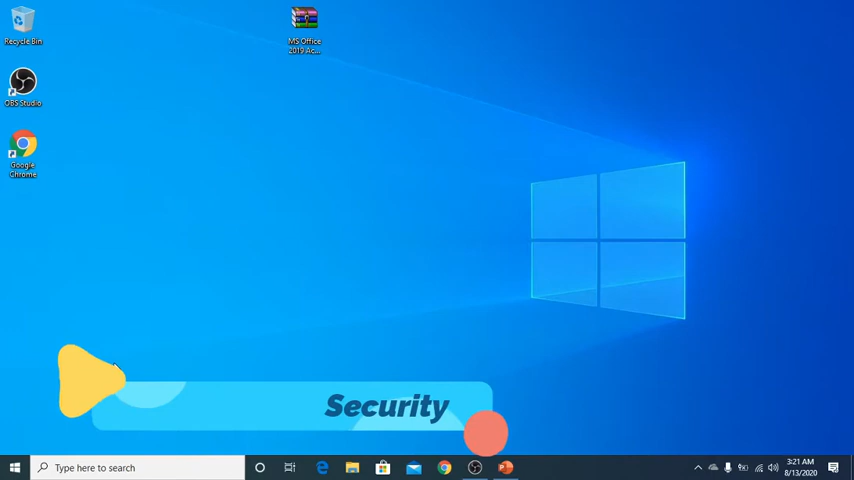 Recycle Bin
MS Office
2019 Ac...
OBS Studio
Google
Chrome
Security
Type here to search
3:21 AM
8/13/2020